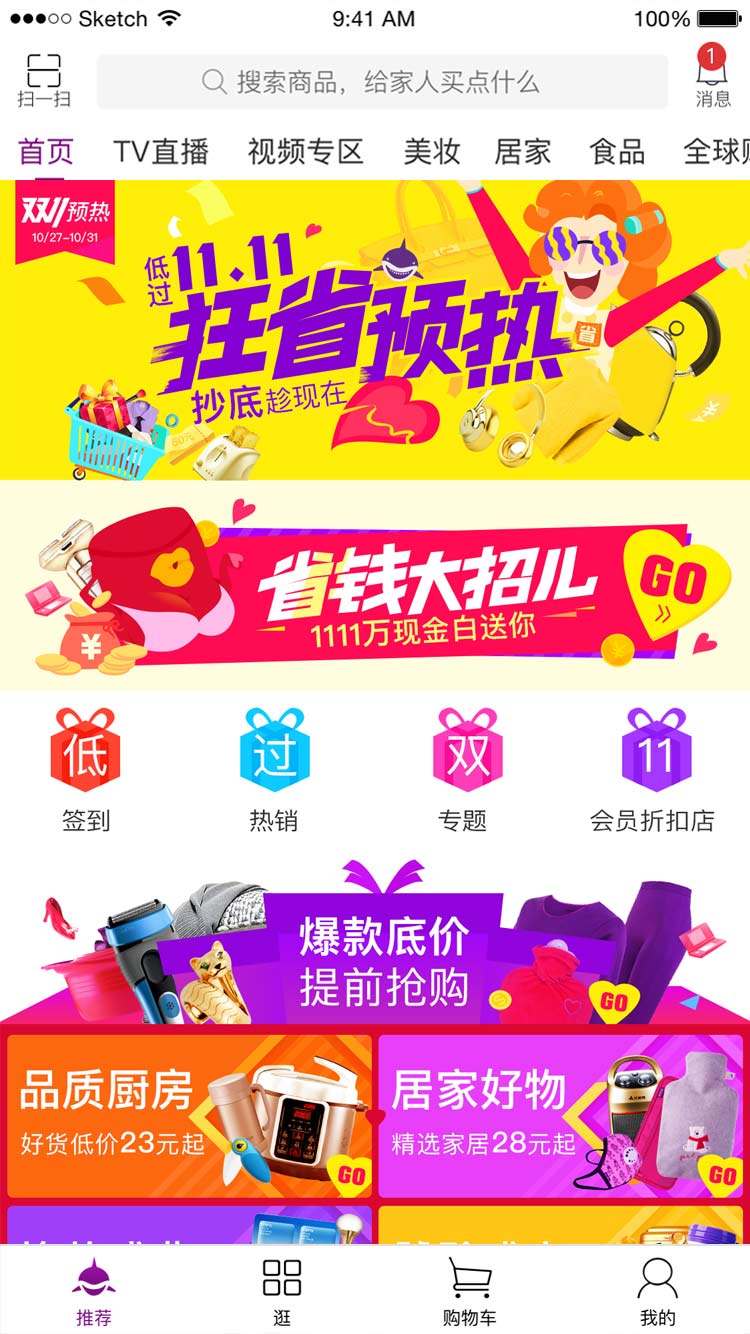 Sketch
9:41 AM
100%
扫一扫
搜索商品，给家人买点什么
1
消息
首页
TV直播
视频专区
美妆
居家
食品
全球
双11预热
10/27-10/31
低过
11.11
狂省预热
省
抄底趁现在
50元
省钱大招儿
1111万现金白送你
GO
¥
低
过
双
11
签到
热销
专题
会员折扣店
爆款底价
提前抢购
GO
品质厨房
好货低价23元起
GO
居家好物
精选家居28元起
GO
推荐
逛
购物车
我的